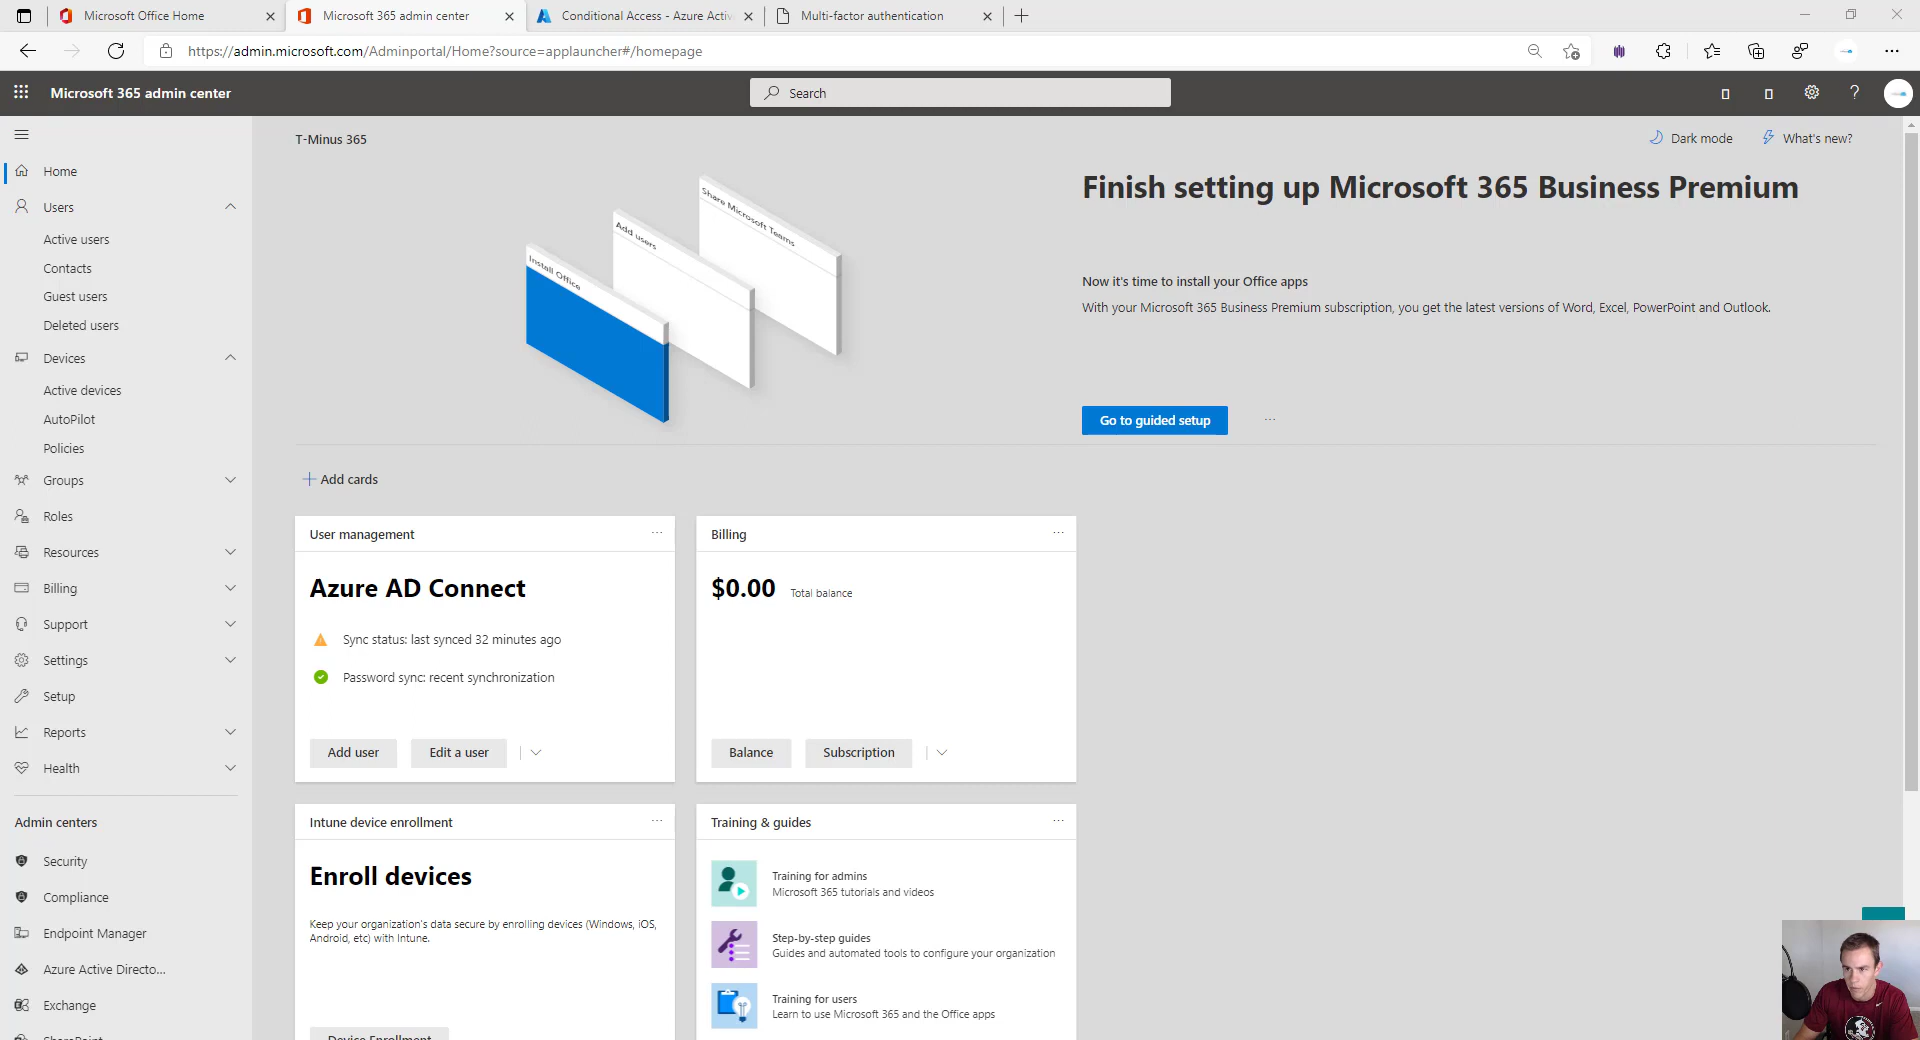 Microsoft Office Home
Microsoft 365 admin center
Conditional Access - Azure Activ
Multi-factor authentication
https://admin.microsoft.com/Adminportal/Home?source=applauncher#/homepage
Microsoft 365 admin center
Search
?
T-Minus 365
Dark mode
What's new?
Home
Users
Active users
Contacts
Guest users
Deleted users
Devices
Active devices
AutoPilot
Policies
Groups
Roles
Resources
Billing
Support
Settings
Setup
Reports
Health
Admin centers
Security
Compliance
Endpoint Manager
Azure Active Directo...
Exchange
SharePoint
Install Office
Add users
Share Microsoft Teams
Finish setting up Microsoft 365 Business Premium
Now it's time to install your Office apps
With your Microsoft 365 Business Premium subscription, you get the latest versions of Word, Excel, PowerPoint and Outlook.
Go to guided setup
Add cards
User management
Azure AD Connect
Sync status: last synced 32 minutes ago
Password sync: recent synchronization
Add user
Edit a user
Billing
$0.00 Total balance
Balance
Subscription
Intune device enrollment
Enroll devices
Keep your organization's data secure by enrolling devices (Windows, iOS,
Android, etc) with Intune.
Device Enrollment
Training & guides
Training for admins
Microsoft 365 tutorials and videos
Step-by-step guides
Guides and automated tools to configure your organization
Training for users
Learn to use Microsoft 365 and the Office apps